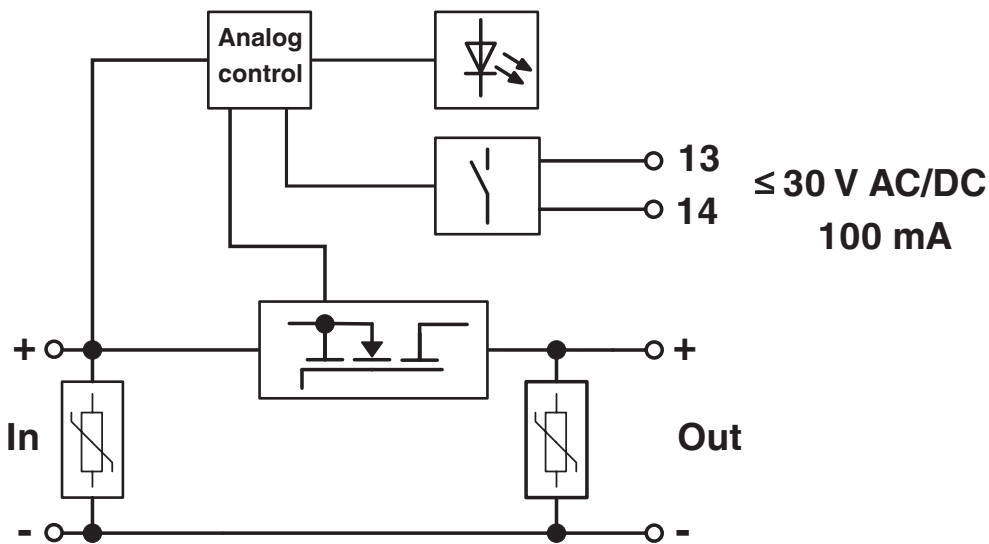 Analog
control
13
14
≤ 30 V AC/DC
100 mA
+
+
In
Out
-
-